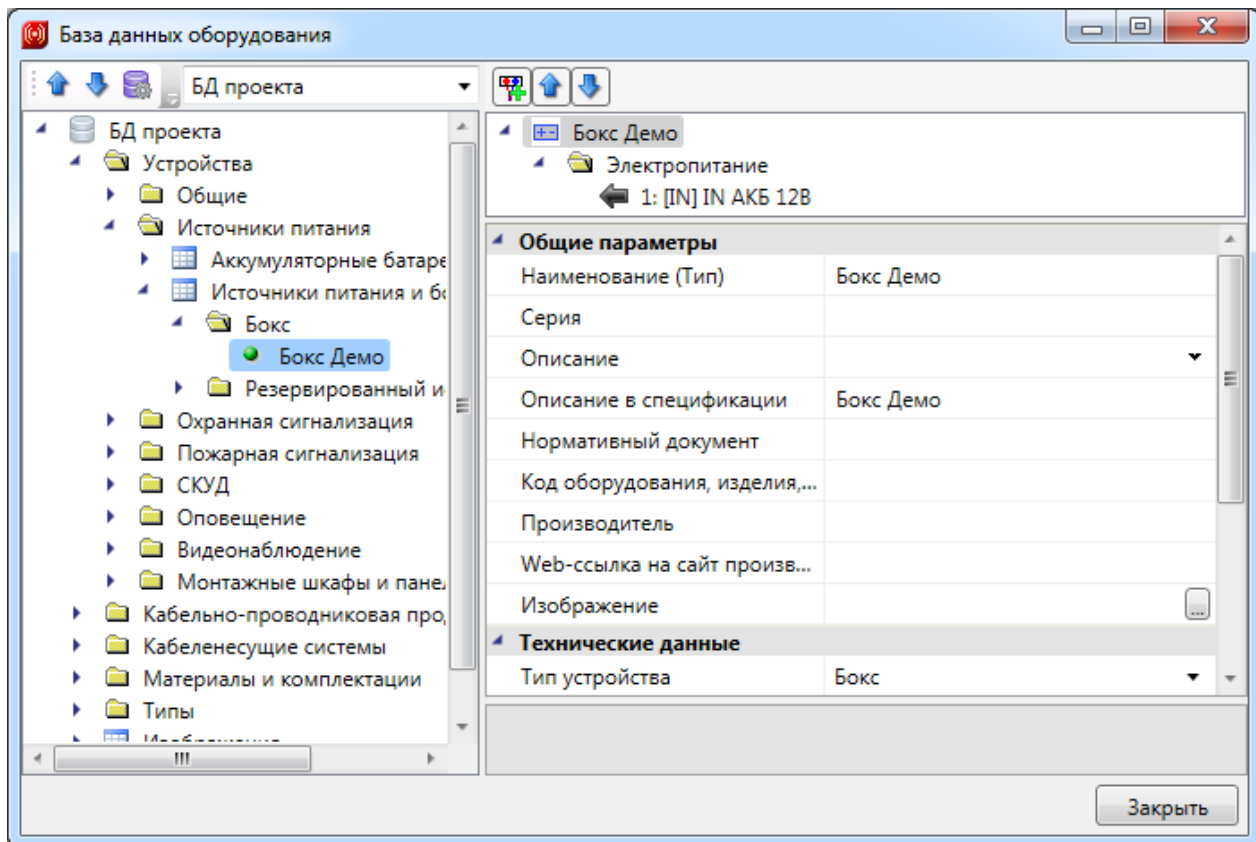 База данных оборудования
БД проекта
БД проекта
Устройства
Общие
Источники питания
Аккумуляторные батаре
Источники питания и бо
Бокс
Бокс Демо
Резервированный и
Охранная сигнализация
Пожарная сигнализация
СКУД
Оповещение
Видеонаблюдение
Монтажные шкафы и пане
Кабельно-проводниковая про
Кабеленесущие системы
Материалы и комплектации
Типы
Бокс Демо
Электропитание
1: [IN] IN АКБ 12В
Общие параметры
Наименование (Тип) Бокс Демо
Серия
Описание
Описание в спецификации Бокс Демо
Нормативный документ
Код оборудования, изделия,...
Производитель
Web-ссылка на сайт произв...
Изображение ...
Технические данные
Тип устройства Бокс
Закрыть